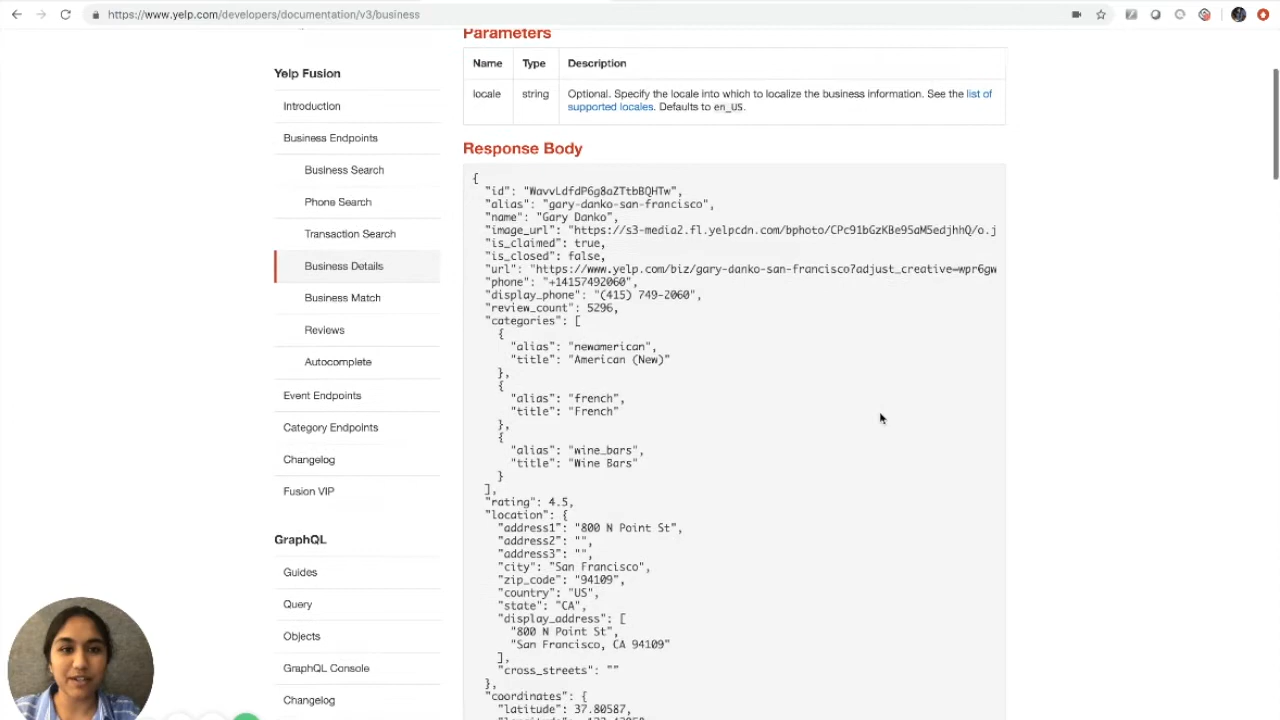 https://www.yelp.com/developers/documentation/v3/business
Yelp Fusion
Introduction
Business Endpoints
Business Search
Phone Search
Transaction Search
Business Details
Business Match
Reviews
Autocomplete
Event Endpoints
Category Endpoints
Changelog
Fusion VIP
GraphQL
Guides
Query
Objects
GraphQL Console
Changelog
Parameters
Name Type Description
locale string Optional. Specify the locale into which to localize the business information. See the list of
supported locales. Defaults to en_US.
Response Body
{
"id": "WavvLdfdP6g8aZTtbBQHTw",
"alias": "gary-danko-san-francisco",
"name": "Gary Danko",
"image_url": "https://s3-media2.fl.yelpcdn.com/bphoto/CPc91bGzKBe9SaM5edjhhQ/o.j
"is_claimed": true,
"is_closed": false,
"url": "https://www.yelp.com/biz/gary-danko-san-francisco?adjust_creative=wpr6gw
"phone": "+14157492060",
"display_phone": "(415) 749-2060",
"review_count": 5296,
"categories": [
{
"alias": "newamerican",
"title": "American (New)"
},
{
"alias": "french",
"title": "French"
},
{
"alias": "wine_bars",
"title": "Wine Bars"
}
],
"rating": 4.5,
"location": {
"address1": "800 N Point St",
"address2": "",
"address3": "",
"city": "San Francisco",
"zip_code": "94109",
"country": "US",
"state": "CA",
"display_address": [
"800 N Point St",
"San Francisco, CA 94109"
],
"cross_streets": ""
},
"coordinates": {
"latitude": 37.80587,